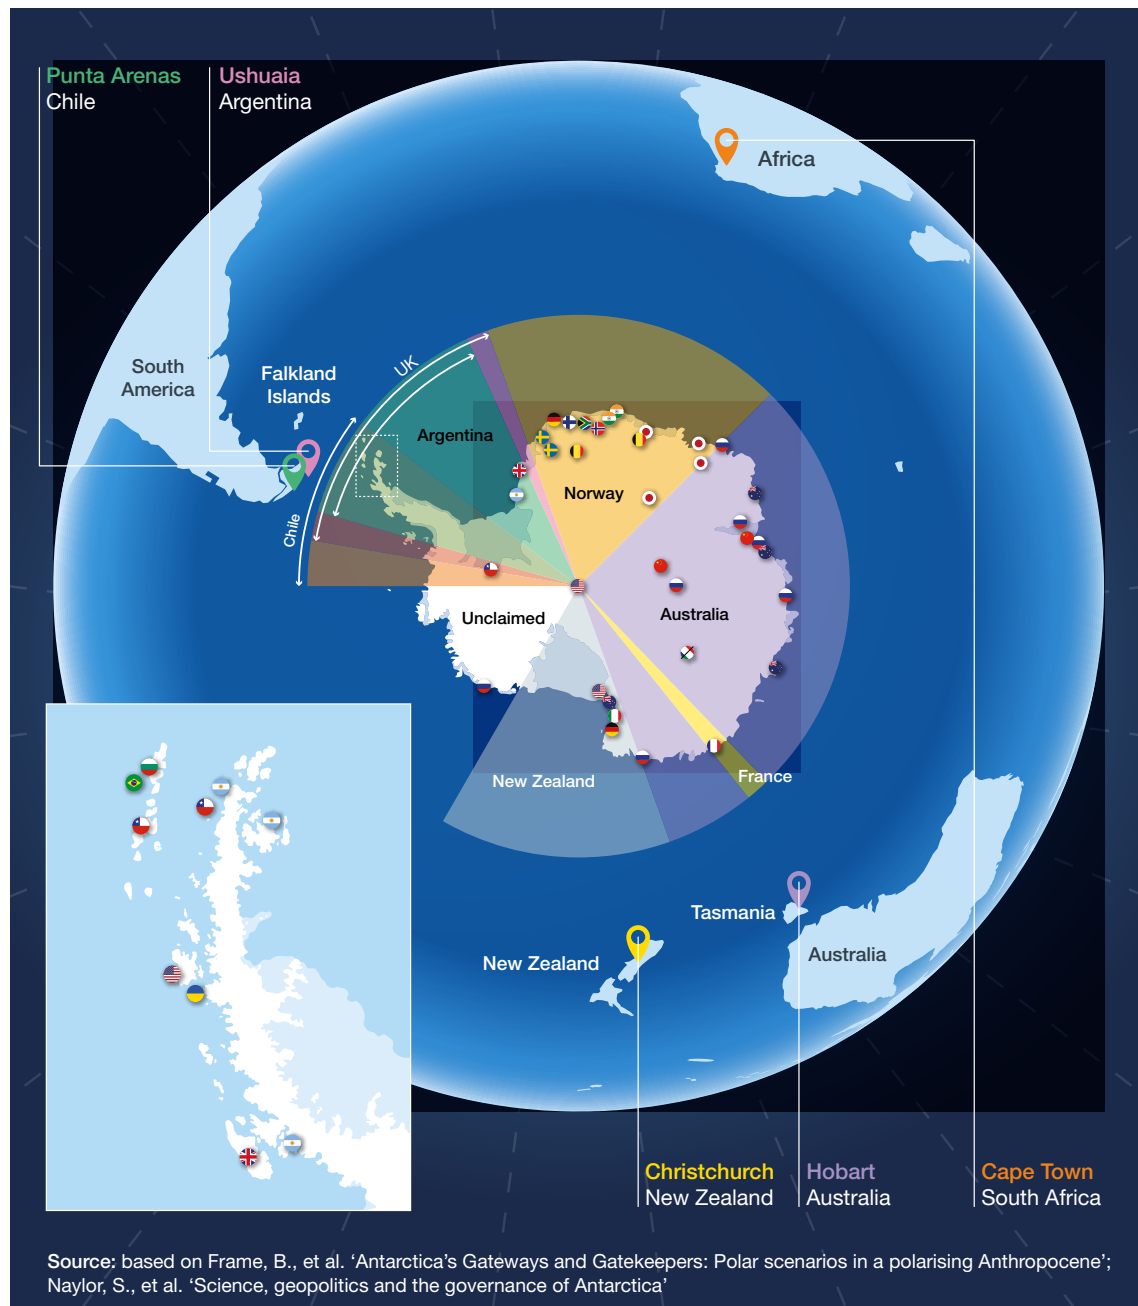 Punta Arenas
Chile
Ushuaia
Argentina
Africa
South
America
Falkland
Islands
UK
Argentina
Chile
Norway
Unclaimed
Australia
New Zealand
France
Tasmania
Australia
New Zealand
Christchurch
New Zealand
Hobart
Australia
Cape Town
South Africa
Source: based on Frame, B., et al. ‘Antarctica’s Gateways and Gatekeepers: Polar scenarios in a polarising Anthropocene’;
Naylor, S., et al. ‘Science, geopolitics and the governance of Antarctica’